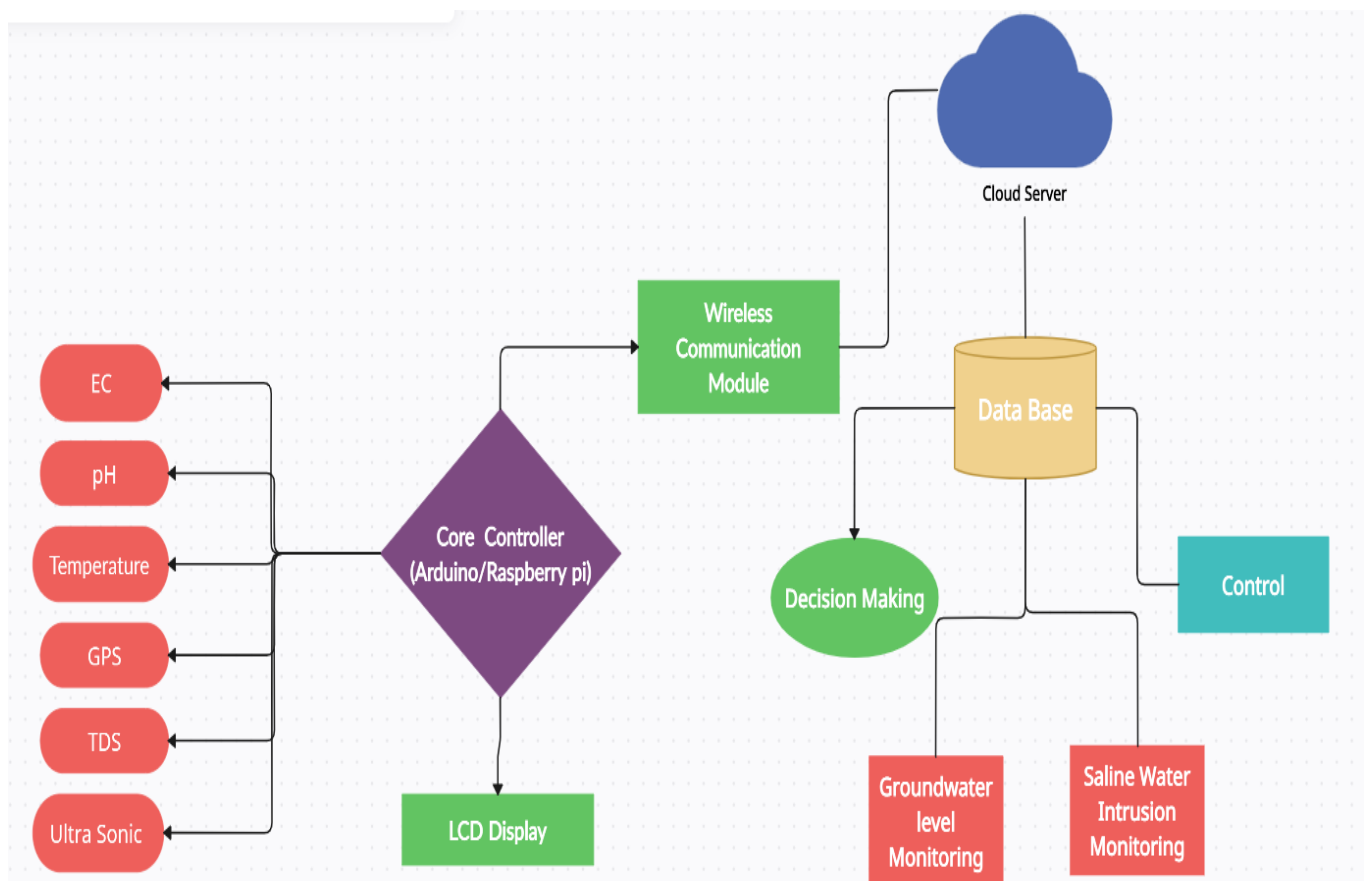 Cloud Server
Wireless
Communication
Module
EC
pH
Temperature
GPS
TDS
Ultra Sonic
Core Controller
(Arduino/Raspberry pi)
LCD Display
Data Base
Decision Making
Control
Groundwater
level
Monitoring
Saline Water
Intrusion
Monitoring